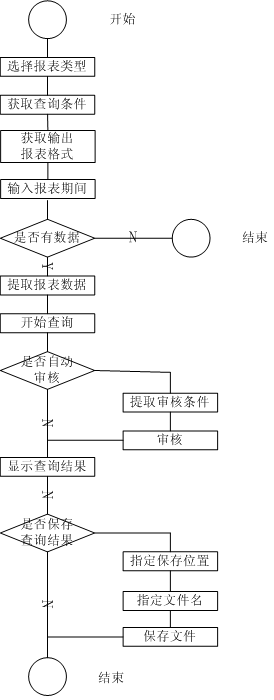 开始
选择报表类型
获取查询条件
获取输出
报表格式
输入报表期间
是否有数据
N
结束
Y
提取报表数据
开始查询
是否自动
审核
提取审核条件
N
审核
显示查询结果
N
是否保存
查询结果
指定保存位置
指定文件名
N
保存文件
结束